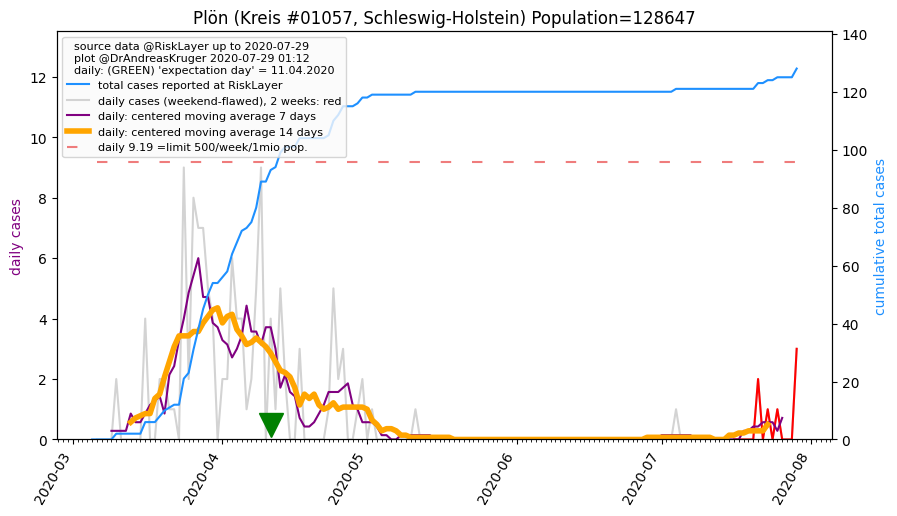 Plön (Kreis #01057, Schleswig-Holstein) Population=128647
source data @RiskLayer up to 2020-07-29
plot @DrAndreasKruger 2020-07-29 01:12
daily: (GREEN) 'expectation day' = 11.04.2020
total cases reported at RiskLayer
daily cases (weekend-flawed), 2 weeks: red
daily: centered moving average 7 days
daily: centered moving average 14 days
daily 9.19 =limit 500/week/1mio pop.
daily cases
0
2
4
6
8
10
12
cumulative total cases
0
20
40
60
80
100
120
140
2020-03
2020-04
2020-05
2020-06
2020-07
2020-08